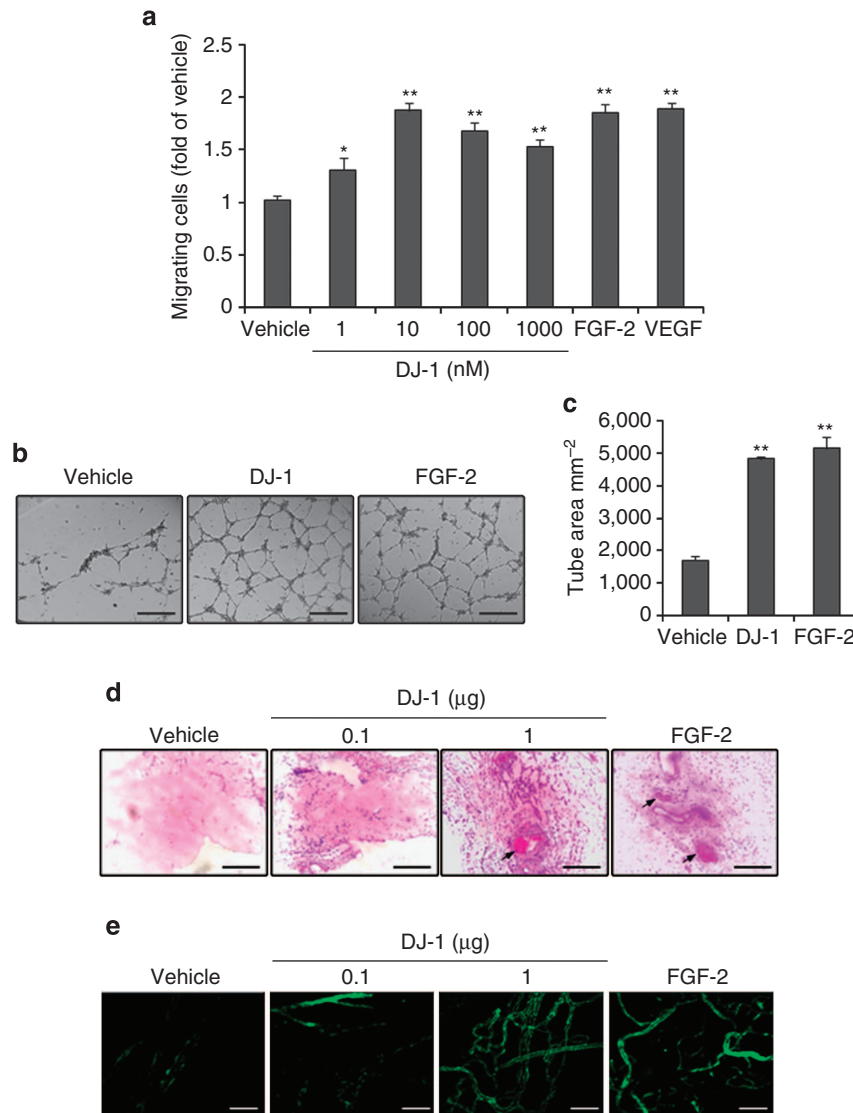 a
Migrating cells (fold of vehicle)
2.5
2
1.5
1
0.5
0
*
**
**
**
**
**
Vehicle 1 10 100 1000 FGF-2 VEGF
DJ-1 (nM)
b
Vehicle DJ-1 FGF-2
c
Tube area mm⁻²
6,000
5,000
4,000
3,000
2,000
1,000
0
**
**
Vehicle DJ-1 FGF-2
d
DJ-1 (µg)
Vehicle 0.1 1 FGF-2
e
DJ-1 (µg)
Vehicle 0.1 1 FGF-2